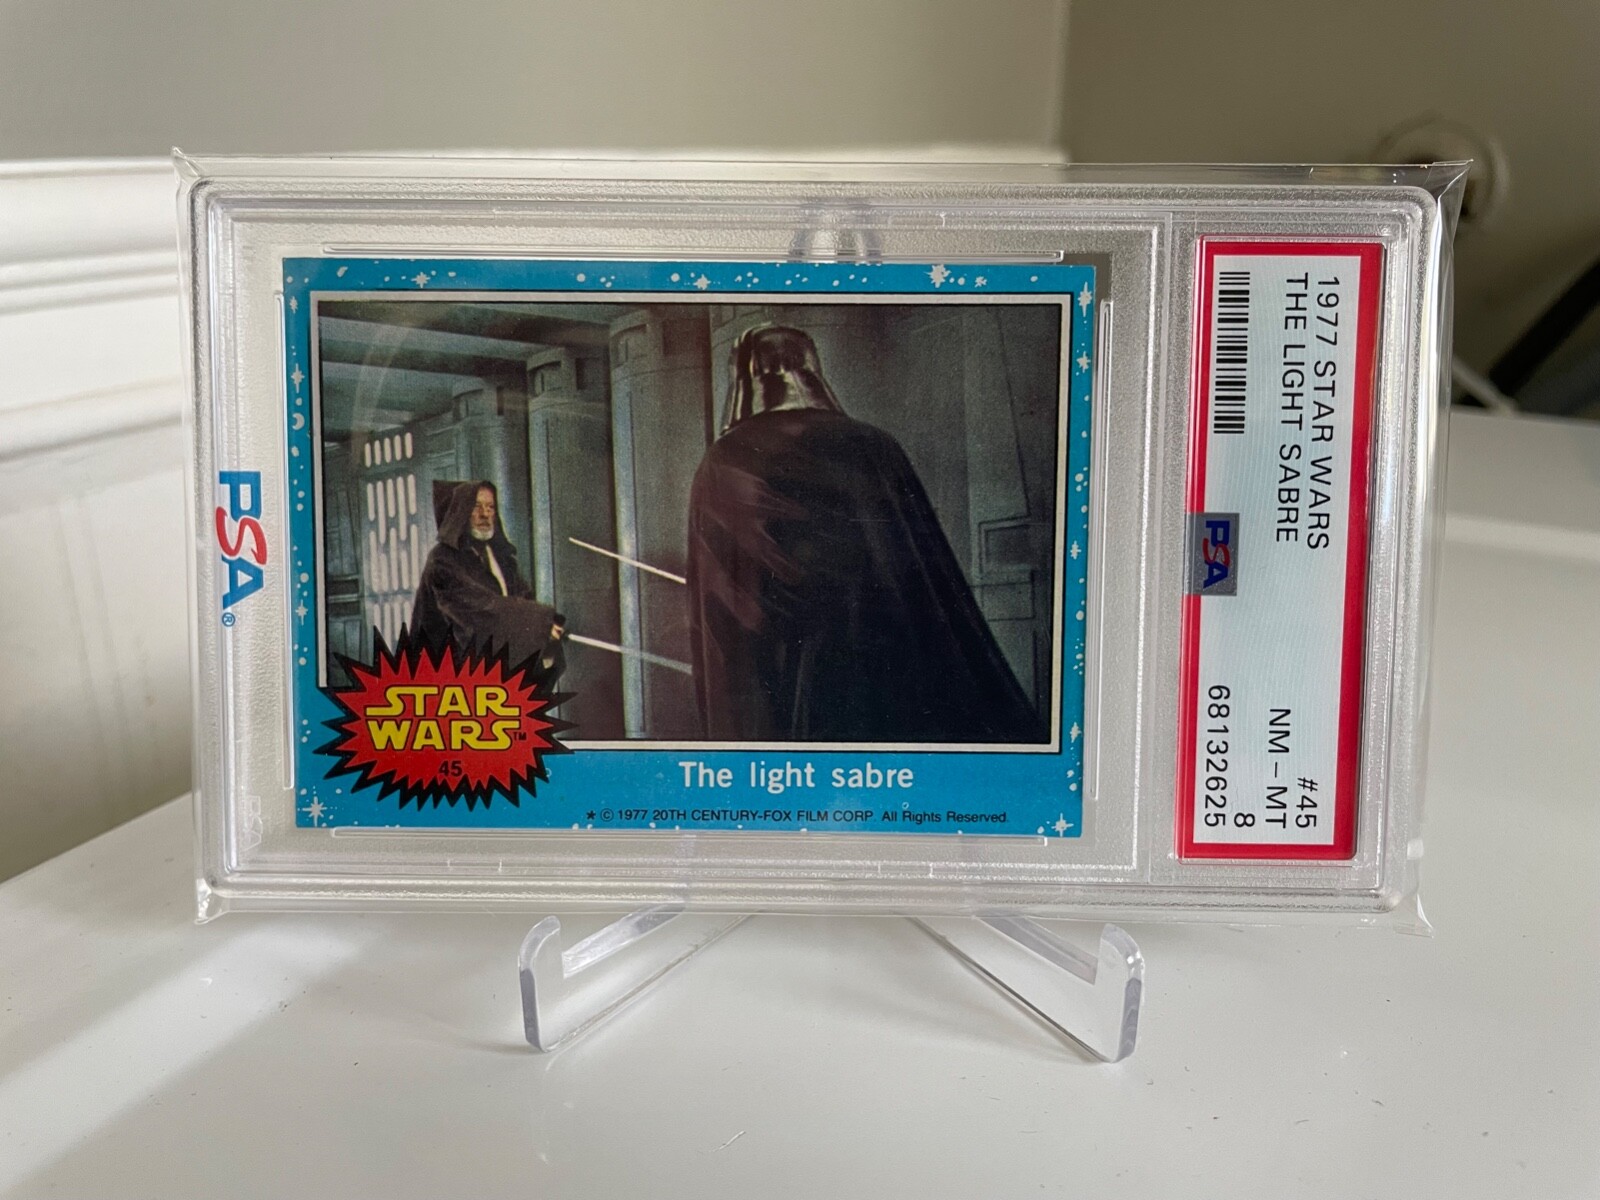 PSA®
STAR
WARS™
45
The light sabre
★ © 1977 20TH CENTURY-FOX FILM CORP. All Rights Reserved.
1977 STAR WARS #45
THE LIGHT SABRE NM-MT
8
PSA 68132625